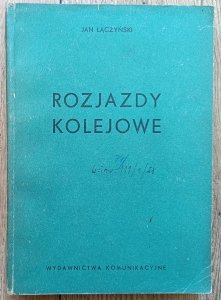 JAN ŁĄCZYŃSKI
ROZJAZDY
KOLEJOWE
WYDAWNICTWA KOMUNIKACYJNE